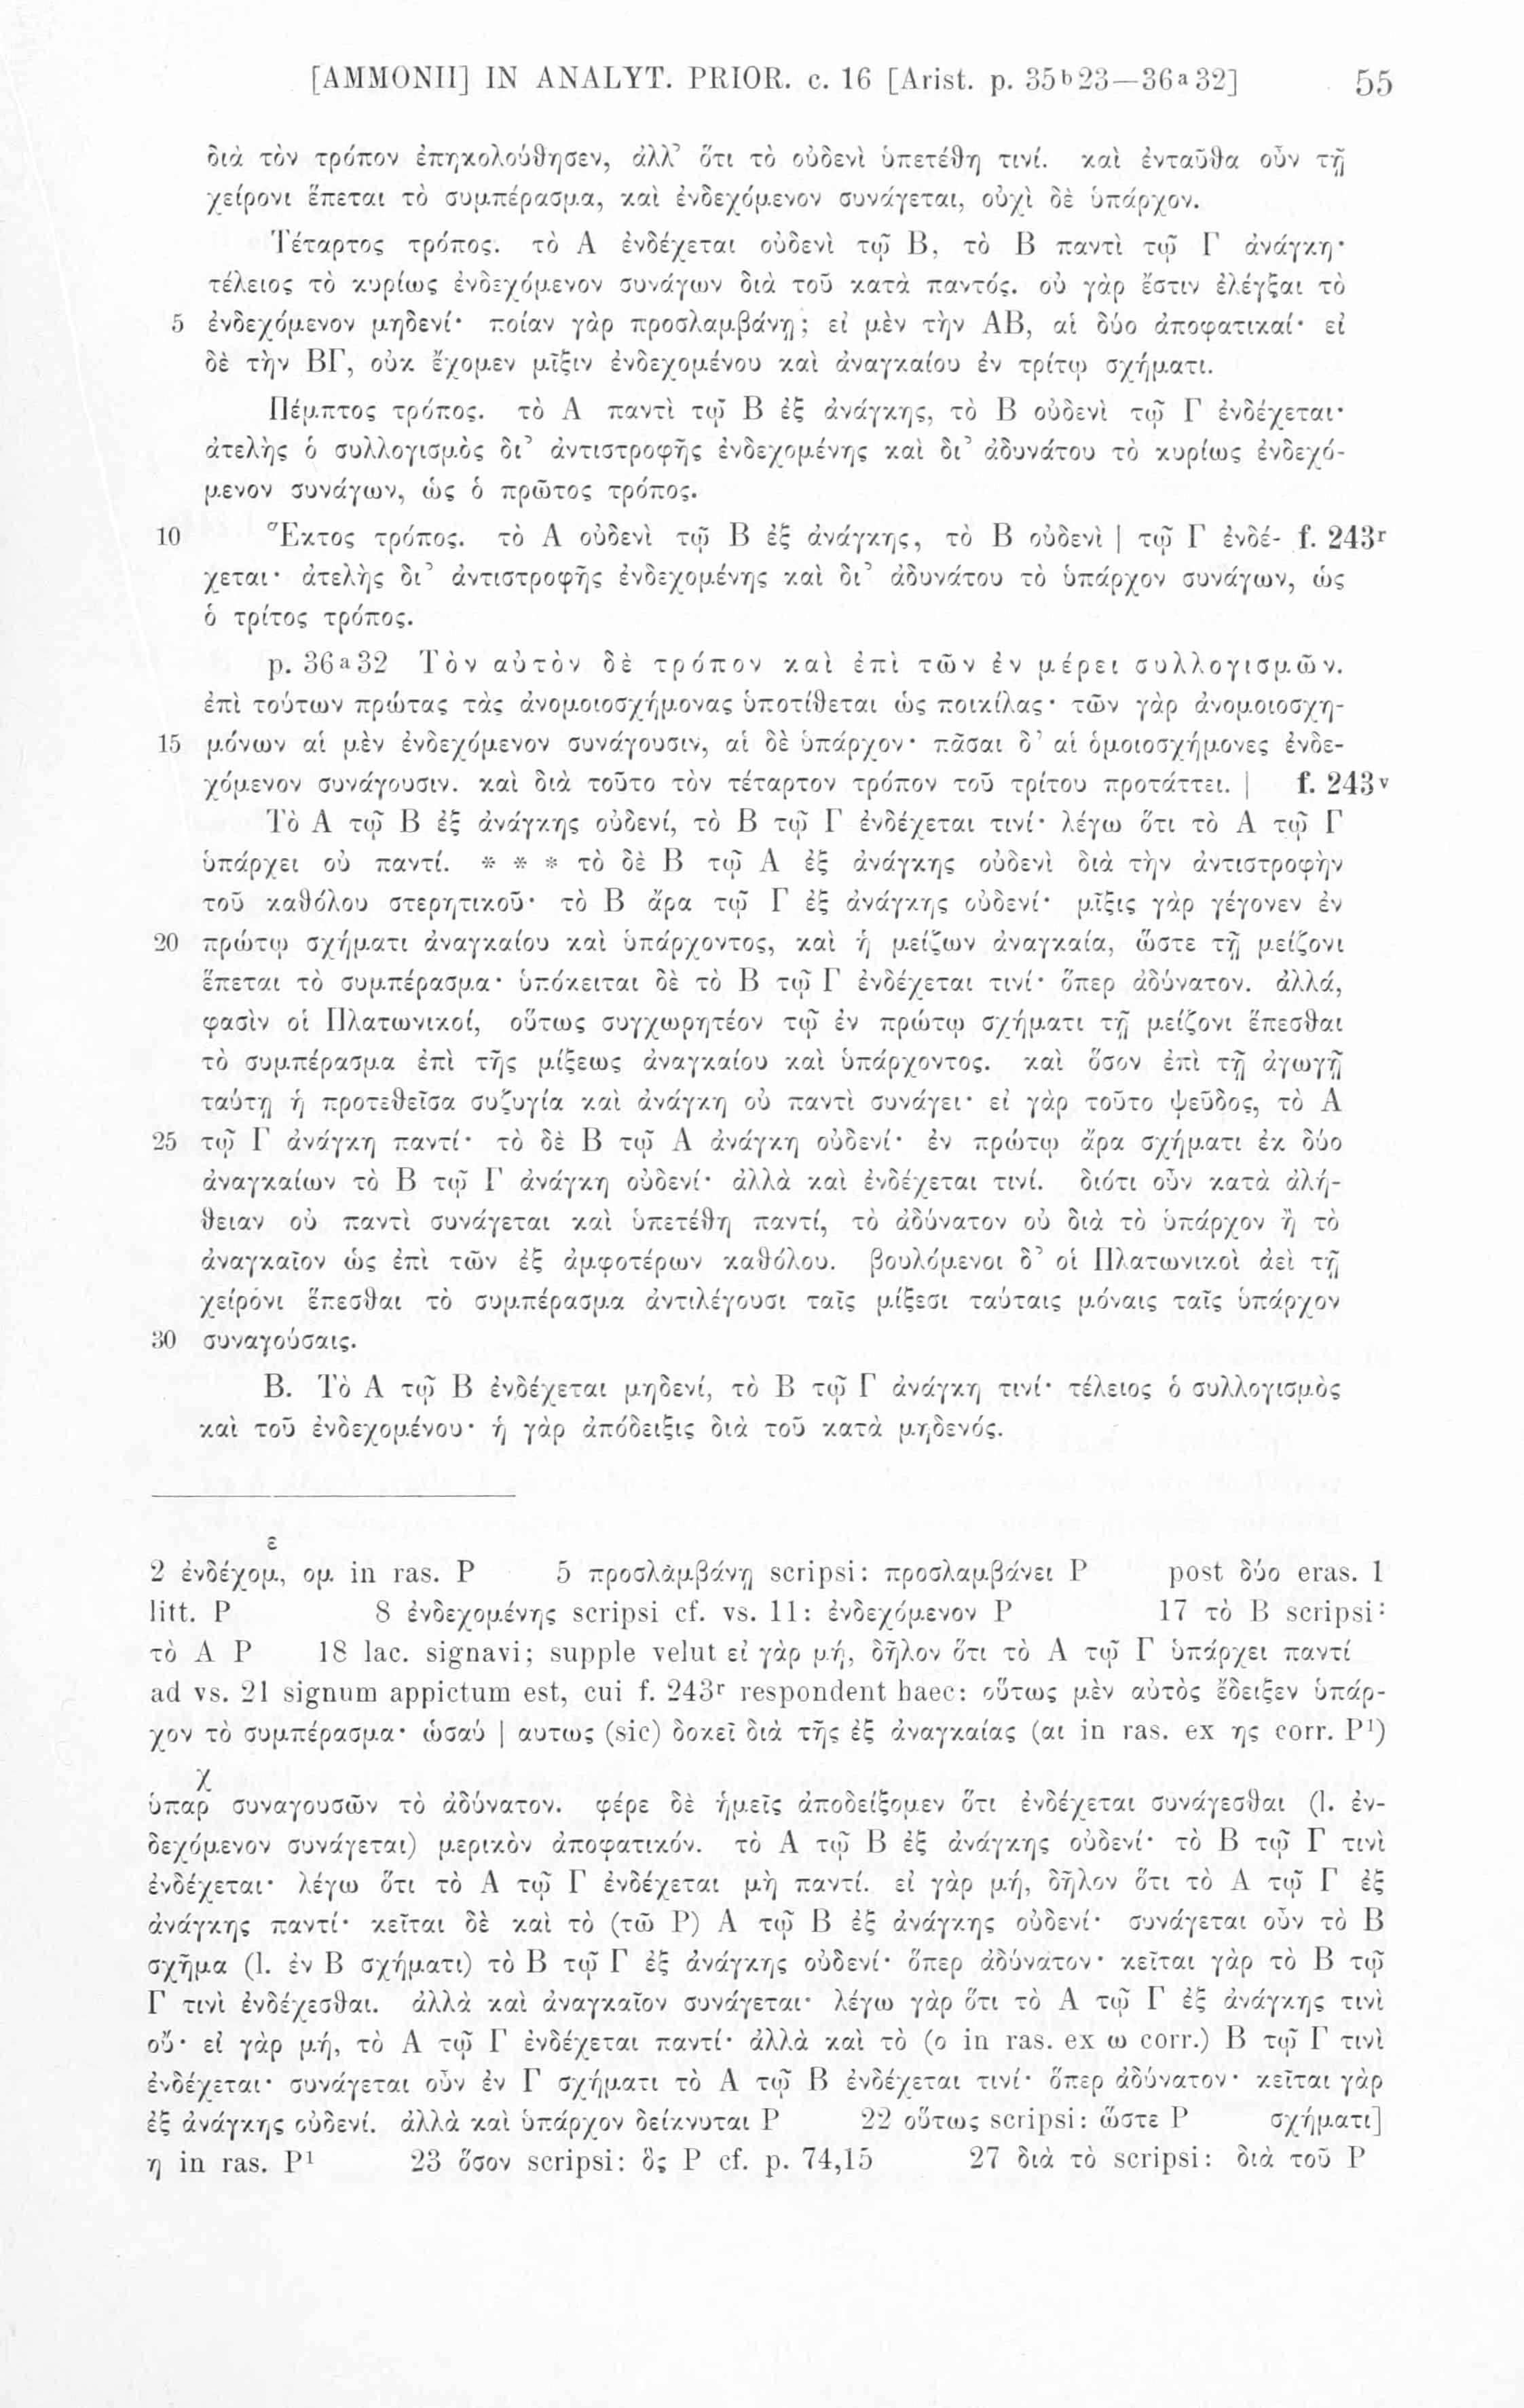 [AMMONII] IN ANALYT. PRIOR. c. 16 [Arist. p. 35ᵇ23—36ᵃ32] 55
διὰ τὸν τρόπον ἐπηκολούθησεν, ἀλλ’ ὅτι τὸ οὐδενὶ ὑπετέθη τινί. καὶ ἐνταῦθα οὖν τῇ
χείρονι ἕπεται τὸ συμπέρασμα, καὶ ἐνδεχόμενον συνάγεται, οὐχὶ δὲ ὑπάρχον.
Τέταρτος τρόπος. τὸ Α ἐνδέχεται οὐδενὶ τῷ Β, τὸ Β παντὶ τῷ Γ ἀνάγκῃ·
τέλειος τὸ κυρίως ἐνδεχόμενον συνάγων διὰ τοῦ κατὰ παντός. οὐ γὰρ ἔστιν ἐλέγξαι τὸ
5 ἐνδεχόμενον μηδενί· ποίαν γὰρ προσλαμβάνῃ; εἰ μὲν τὴν ΑΒ, αἱ δύο ἀποφατικαί· εἰ
δὲ τὴν ΒΓ, οὐκ ἔχομεν μῖξιν ἐνδεχομένου καὶ ἀναγκαίου ἐν τρίτῳ σχήματι.
Πέμπτος τρόπος. τὸ Α παντὶ τῷ Β ἐξ ἀνάγκης, τὸ Β οὐδενὶ τῷ Γ ἐνδέχεται·
ἀτελὴς ὁ συλλογισμὸς δι’ ἀντιστροφῆς ἐνδεχομένης καὶ δι’ ἀδυνάτου τὸ κυρίως ἐνδεχό-
μενον συνάγων, ὡς ὁ πρῶτος τρόπος.
10 Ἕκτος τρόπος. τὸ Α οὐδενὶ τῷ Β ἐξ ἀνάγκης, τὸ Β οὐδενὶ | τῷ Γ ἐνδέ- f. 243ʳ
χεται· ἀτελὴς δι’ ἀντιστροφῆς ἐνδεχομένης καὶ δι’ ἀδυνάτου τὸ ὑπάρχον συνάγων, ὡς
ὁ τρίτος τρόπος.
p. 36ᵃ32 Τὸν αὐτὸν δὲ τρόπον καὶ ἐπὶ τῶν ἐν μέρει συλλογισμῶν.
ἐπὶ τούτων πρώτας τὰς ἀνομοιοσχήμονας ὑποτίθεται ὡς ποικίλας· τῶν γὰρ ἀνομοιοσχη-
15 μόνων αἱ μὲν ἐνδεχόμενον συνάγουσιν, αἱ δὲ ὑπάρχον· πᾶσαι δ’ αἱ ὁμοιοσχήμονες ἐνδε-
χόμενον συνάγουσιν. καὶ διὰ τοῦτο τὸν τέταρτον τρόπον τοῦ τρίτου προτάττει. | f. 243ᵛ
Τὸ Α τῷ Β ἐξ ἀνάγκης οὐδενί, τὸ Β τῷ Γ ἐνδέχεται τινί· λέγω ὅτι τὸ Α τῷ Γ
ὑπάρχει οὐ παντί. * * * τὸ δὲ Β τῷ Α ἐξ ἀνάγκης οὐδενὶ διὰ τὴν ἀντιστροφὴν
τοῦ καθόλου στερητικοῦ· τὸ Β ἄρα τῷ Γ ἐξ ἀνάγκης οὐδενί· μῖξις γὰρ γέγονεν ἐν
20 πρώτῳ σχήματι ἀναγκαίου καὶ ὑπάρχοντος, καὶ ἡ μείζων ἀναγκαία, ὥστε τῇ μείζονι
ἕπεται τὸ συμπέρασμα· ὑπόκειται δὲ τὸ Β τῷ Γ ἐνδέχεται τινί· ὅπερ ἀδύνατον. ἀλλά,
φασὶν οἱ Πλατωνικοί, οὕτως συγχωρητέον τῷ ἐν πρώτῳ σχήματι τῇ μείζονι ἕπεσθαι
τὸ συμπέρασμα ἐπὶ τῆς μίξεως ἀναγκαίου καὶ ὑπάρχοντος. καὶ ὅσον ἐπὶ τῇ ἀγωγῇ
ταύτῃ ἡ προτεθεῖσα συζυγία καὶ ἀνάγκῃ οὐ παντὶ συνάγει· εἰ γὰρ τοῦτο ψεῦδος, τὸ Α
25 τῷ Γ ἀνάγκῃ παντί· τὸ δὲ Β τῷ Α ἀνάγκῃ οὐδενί· ἐν πρώτῳ ἄρα σχήματι ἐκ δύο
ἀναγκαίων τὸ Β τῷ Γ ἀνάγκῃ οὐδενί· ἀλλὰ καὶ ἐνδέχεται τινί. διότι οὖν κατὰ ἀλή-
θειαν οὐ παντὶ συνάγεται καὶ ὑπετέθη παντί, τὸ ἀδύνατον οὐ διὰ τὸ ὑπάρχον ἢ τὸ
ἀναγκαῖον ὡς ἐπὶ τῶν ἐξ ἀμφοτέρων καθόλου. βουλόμενοι δ’ οἱ Πλατωνικοὶ ἀεὶ τῇ
χείρονι ἕπεσθαι τὸ συμπέρασμα ἀντιλέγουσι ταῖς μίξεσι ταύταις μόναις ταῖς ὑπάρχον
30 συναγούσαις.
Β. Τὸ Α τῷ Β ἐνδέχεται μηδενί, τὸ Β τῷ Γ ἀνάγκῃ τινί· τέλειος ὁ συλλογισμὸς
καὶ τοῦ ἐνδεχομένου· ἡ γὰρ ἀπόδειξις διὰ τοῦ κατὰ μηδενός.
ε
2 ἐνδέχομ, ομ in ras. P 5 προσλαμβάνῃ scripsi: προσλαμβάνει P post δύο eras. 1
litt. P 8 ἐνδεχομένης scripsi cf. vs. 11: ἐνδεχόμενον P 17 τὸ Β scripsi:
τὸ Α P 18 lac. signavi; supple velut εἰ γὰρ μή, δῆλον ὅτι τὸ Α τῷ Γ ὑπάρχει παντί
ad vs. 21 signum appictum est, cui f. 243ʳ respondent haec: οὕτως μὲν αὐτὸς ἔδειξεν ὑπάρ-
χον τὸ συμπέρασμα· ὡσαύ | αυτως (sic) δοκεῖ διὰ τῆς ἐξ ἀναγκαίας (αι in ras. ex ης corr. P¹)
χ
ὑπαρ συναγουσῶν τὸ ἀδύνατον. φέρε δὲ ἡμεῖς ἀποδείξομεν ὅτι ἐνδέχεται συνάγεσθαι (l. ἐν-
δεχόμενον συνάγεται) μερικὸν ἀποφατικόν. τὸ Α τῷ Β ἐξ ἀνάγκης οὐδενί· τὸ Β τῷ Γ τινὶ
ἐνδέχεται· λέγω ὅτι τὸ Α τῷ Γ ἐνδέχεται μὴ παντί. εἰ γὰρ μή, δῆλον ὅτι τὸ Α τῷ Γ ἐξ
ἀνάγκης παντί· κεῖται δὲ καὶ τὸ (τῶ P) Α τῷ Β ἐξ ἀνάγκης οὐδενί· συνάγεται οὖν τὸ Β
σχῆμα (l. ἐν Β σχήματι) τὸ Β τῷ Γ ἐξ ἀνάγκης οὐδενί· ὅπερ ἀδύνατον· κεῖται γὰρ τὸ Β τῷ
Γ τινὶ ἐνδέχεσθαι. ἀλλὰ καὶ ἀναγκαῖον συνάγεται· λέγω γὰρ ὅτι τὸ Α τῷ Γ ἐξ ἀνάγκης τινὶ
οὔ· εἰ γὰρ μή, τὸ Α τῷ Γ ἐνδέχεται παντί· ἀλλὰ καὶ τὸ (ο in ras. ex ω corr.) Β τῷ Γ τινὶ
ἐνδέχεται· συνάγεται οὖν ἐν Γ σχήματι τὸ Α τῷ Β ἐνδέχεται τινί· ὅπερ ἀδύνατον· κεῖται γὰρ
ἐξ ἀνάγκης οὐδενί. ἀλλὰ καὶ ὑπάρχον δείκνυται P 22 οὕτως scripsi: ὥστε P σχήματι]
η in ras. P¹ 23 ὅσον scripsi: ὃς P cf. p. 74,15 27 διὰ τὸ scripsi: διὰ τοῦ P